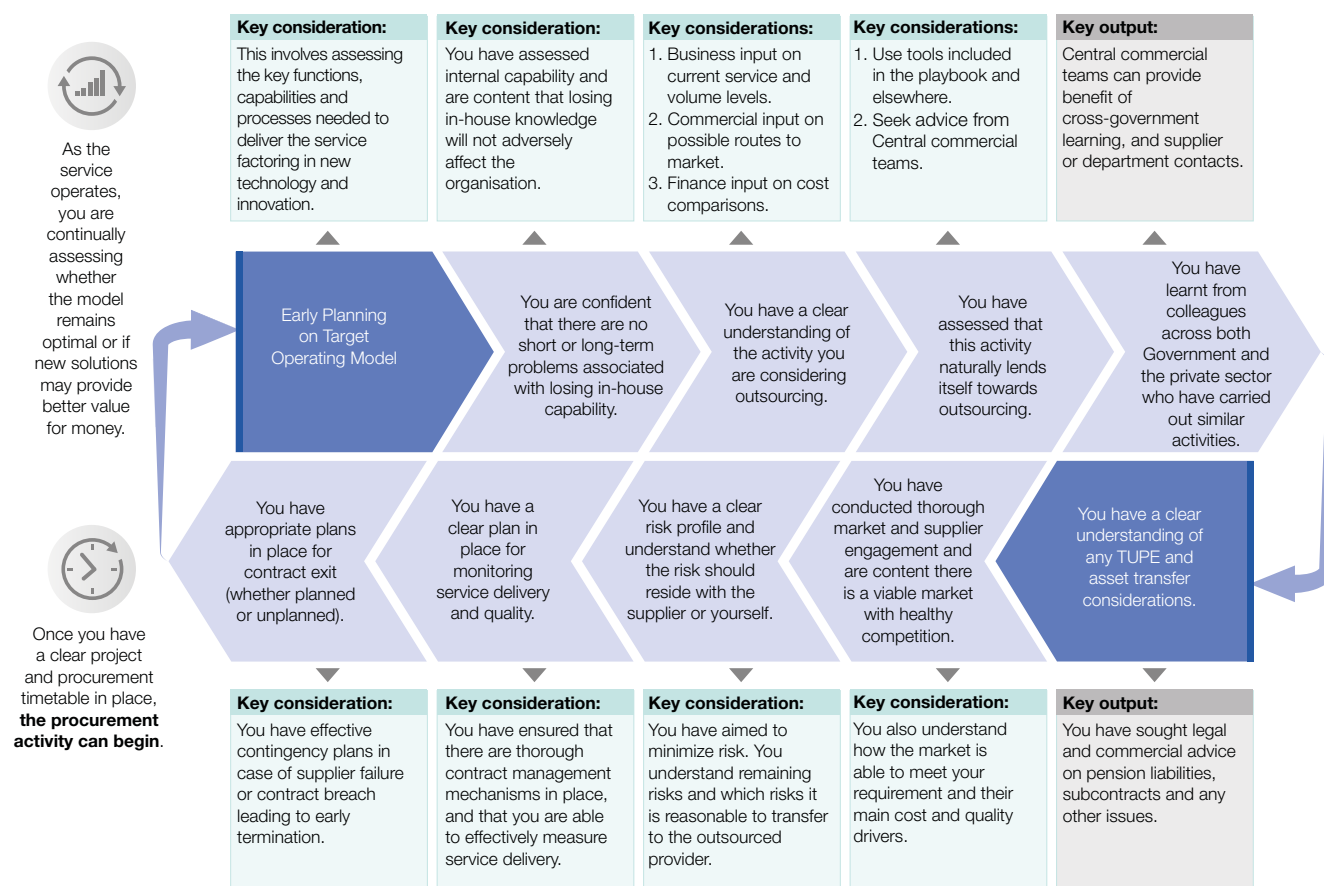 As the
service
operates,
you are
continually
assessing
whether
the model
remains
optimal or if
new solutions
may provide
better value
for money.
Key consideration:
This involves assessing
the key functions,
capabilities and
processes needed to
deliver the service
factoring in new
technology and
innovation.
Key consideration:
You have assessed
internal capability and
are content that losing
in-house knowledge
will not adversely
affect the
organisation.
Key considerations:
1. Business input on
current service and
volume levels.
2. Commercial input on
possible routes to
market.
3. Finance input on cost
comparisons.
Key considerations:
1. Use tools included
in the playbook and
elsewhere.
2. Seek advice from
Central commercial
teams.
Key output:
Central commercial
teams can provide
benefit of
cross-government
learning, and supplier
or department contacts.
Early Planning
on Target
Operating Model
You are confident
that there are no
short or long-term
problems associated
with losing in-house
capability.
You have a clear
understanding of
the activity you
are considering
outsourcing.
You have
assessed that
this activity
naturally lends
itself towards
outsourcing.
You have
learnt from
colleagues
across both
Government and
the private sector
who have carried
out similar
activities.
You have a clear
understanding of
any TUPE and
asset transfer
considerations.
You have
conducted thorough
market and supplier
engagement and
are content there
is a viable market
with healthy
competition.
You have a clear
risk profile and
understand whether
the risk should
reside with the
supplier or yourself.
You have a
clear plan in
place for
monitoring
service delivery
and quality.
You have
appropriate plans
in place for
contract exit
(whether planned
or unplanned).
Once you have
a clear project
and procurement
timetable in place,
the procurement
activity can begin.
Key consideration:
You have effective
contingency plans in
case of supplier failure
or contract breach
leading to early
termination.
Key consideration:
You have ensured that
there are thorough
contract management
mechanisms in place,
and that you are able
to effectively measure
service delivery.
Key consideration:
You have aimed to
minimize risk. You
understand remaining
risks and which risks it
is reasonable to transfer
to the outsourced
provider.
Key consideration:
You also understand
how the market is
able to meet your
requirement and their
main cost and quality
drivers.
Key output:
You have sought legal
and commercial advice
on pension liabilities,
subcontracts and any
other issues.